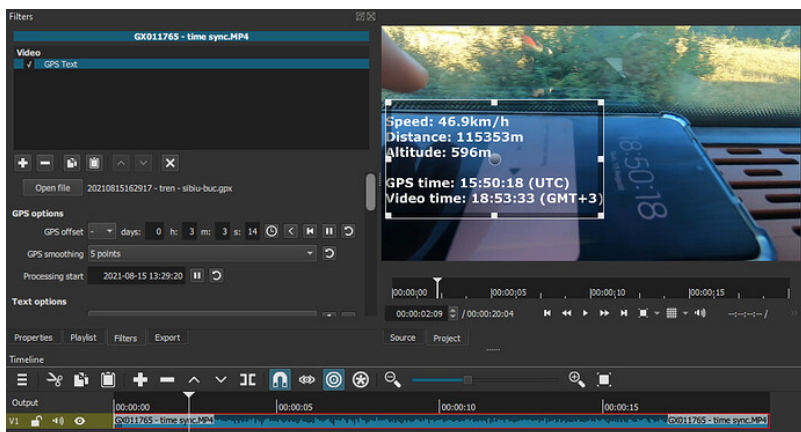 Filters
GX011765 - time sync.MP4
Video
GPS Text
Open file 20210815162917 - tren - sibiu-buc.gpx
GPS options
GPS offset - days: 0 h: 3 m: 3 s: 14
GPS smoothing 5 points
Processing start 2021-08-15 13:29:20
Text options
Properties Playlist Filters Export
Speed: 46.9km/h
Distance: 115353m
Altitude: 596m
GPS time: 15:50:18 (UTC)
Video time: 18:53:33 (GMT+3)
18:50:18
00:00:00 00:00:05 00:00:10 00:00:15
00:00:02:09 / 00:00:20:04 --:--:--:-- /
Source Project
Timeline
Output 00:00:00 00:00:05 00:00:10 00:00:15
V1 GX011765 - time sync.MP4 GX011765 - time sync.MP4